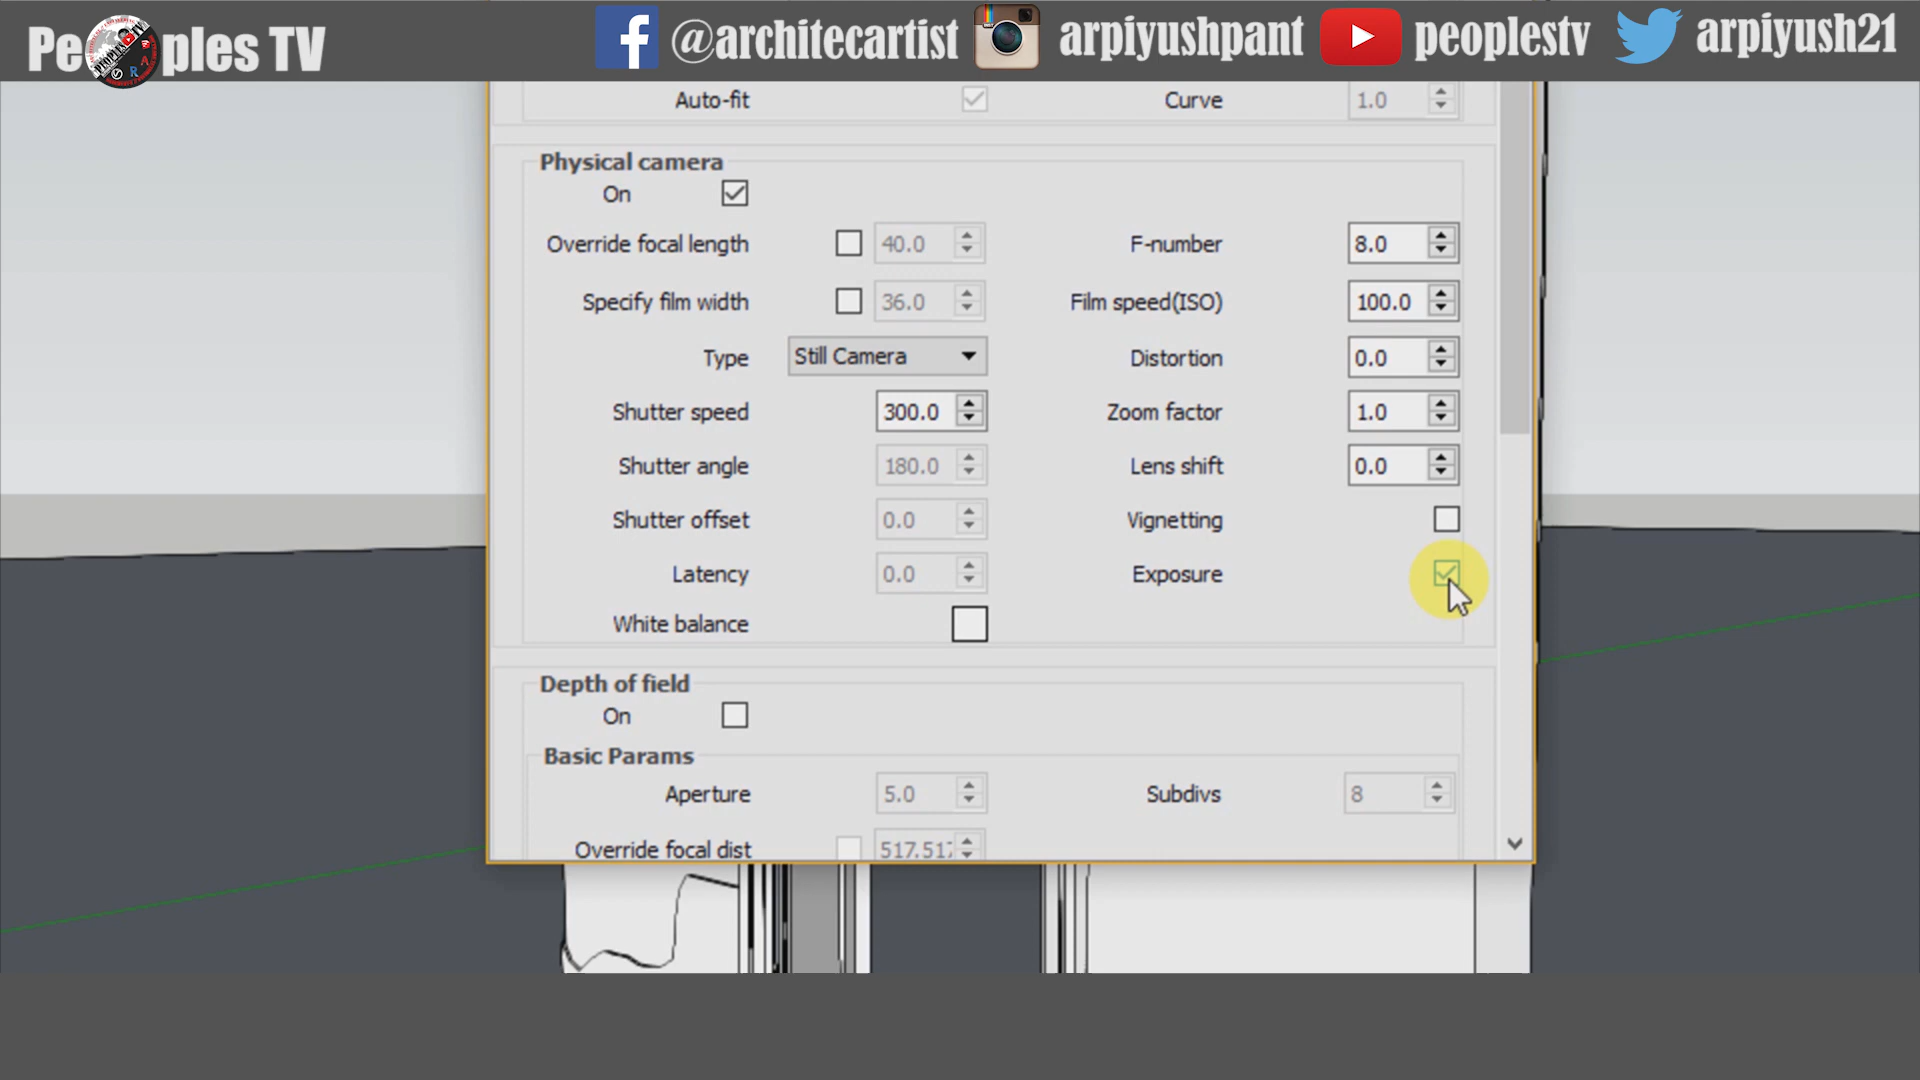 Peoples TV
@architecartist arpiyushpant peoplestv arpiyush21
Auto-fit Curve 1.0
Physical camera
On
Override focal length 40.0 F-number 8.0
Specify film width 36.0 Film speed(ISO) 100.0
Type Still Camera Distortion 0.0
Shutter speed 300.0 Zoom factor 1.0
Shutter angle 180.0 Lens shift 0.0
Shutter offset 0.0 Vignetting
Latency 0.0 Exposure
White balance
Depth of field
On
Basic Params
Aperture 5.0 Subdivs 8
Override focal dist 517.517